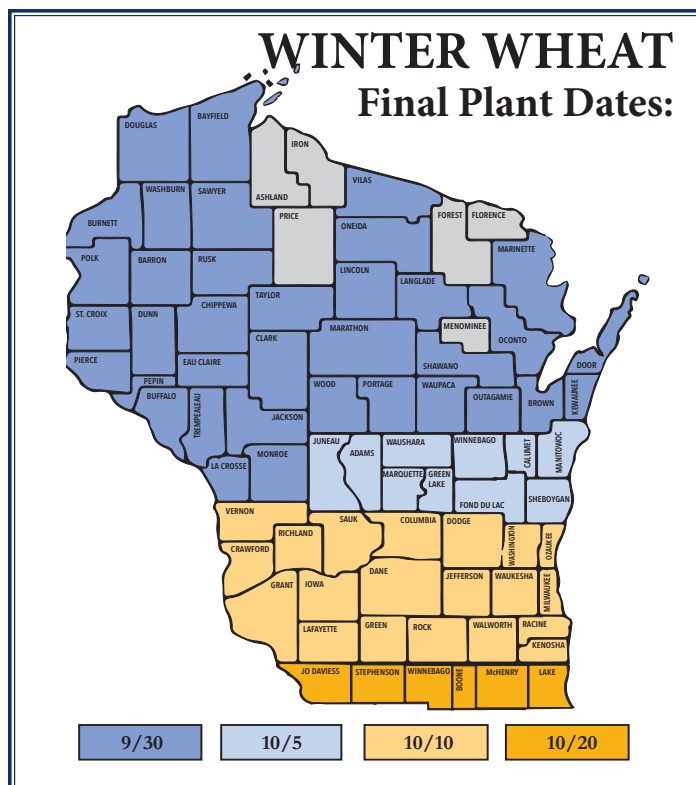 WINTER WHEAT
Final Plant Dates:
DOUGLAS
BAYFIELD
IRON
ASHLAND
VILAS
WASHBURN
SAWYER
PRICE
FOREST
FLORENCE
BURNETT
ONEIDA
MARINETTE
POLK
BARRON
RUSK
LINCOLN
LANGLADE
TAYLOR
CHIPPEWA
ST. CROIX
DUNN
MARATHON
MENOMINEE
CLARK
OCONTO
PIERCE
EAU CLAIRE
SHAWANO
DOOR
PEPIN
WOOD
PORTAGE
WAUPACA
BUFFALO
TREMPEALEAU
OUTAGAMIE
BROWN
KEWAUNEE
JACKSON
JUNEAU
ADAMS
WAUSHARA
WINNEBAGO
CALUMET
MANITOWOC
MONROE
LA CROSSE
MARQUETTE
GREEN
LAKE
SHEBOYGAN
FOND DU LAC
VERNON
SAUK
COLUMBIA
DODGE
RICHLAND
WASHINGTON
OZAUKEE
CRAWFORD
DANE
JEFFERSON
WAUKESHA
MILWAUKEE
GRANT
IOWA
LAFAYETTE
GREEN
ROCK
WALWORTH
RACINE
KENOSHA
JO DAVIESS
STEPHENSON
WINNEBAGO
BOONE
McHENRY
LAKE
9/30
10/5
10/10
10/20